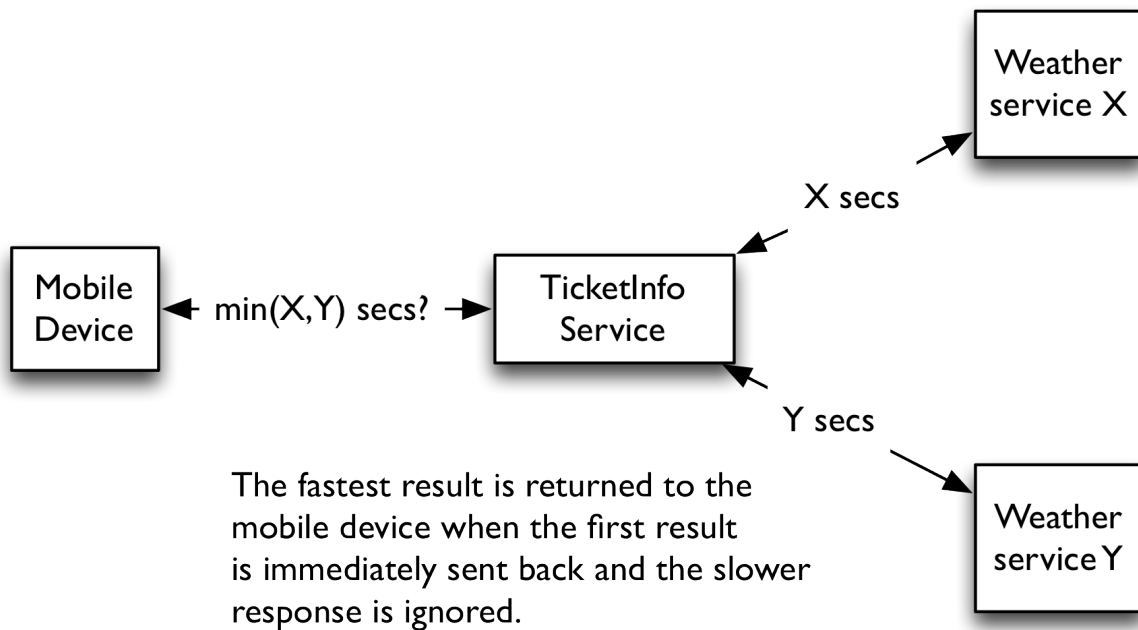 Weather
service X
X secs
Mobile
Device
min(X,Y) secs?
TicketInfo
Service
Y secs
The fastest result is returned to the
mobile device when the first result
is immediately sent back and the slower
response is ignored.
Weather
service Y